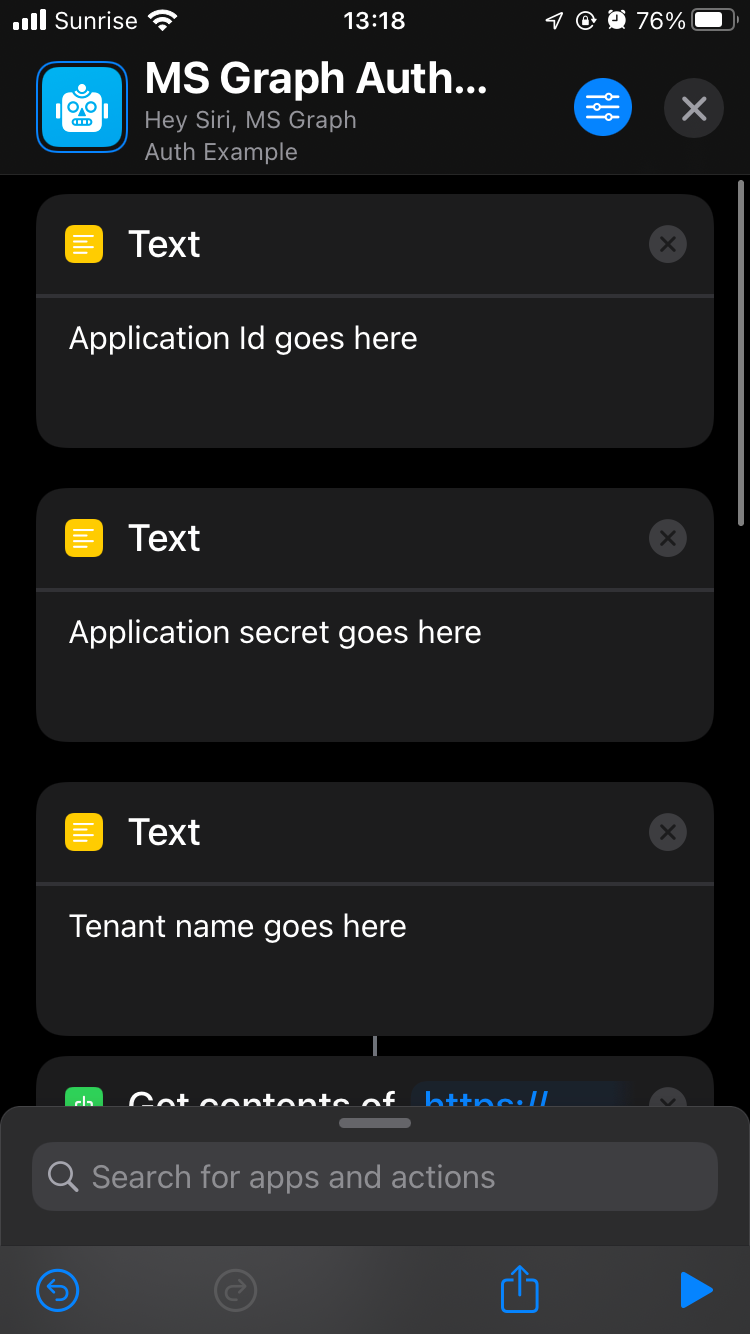 Sunrise 13:18 76%
MS Graph Auth...
Hey Siri, MS Graph
Auth Example
Text
Application Id goes here
Text
Application secret goes here
Text
Tenant name goes here
Get contents of https://
Search for apps and actions